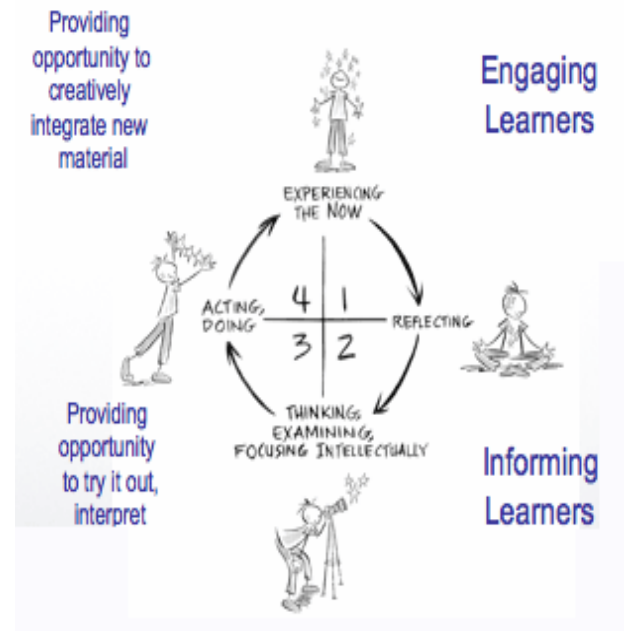 Providing
opportunity to
creatively
integrate new
material
Engaging
Learners
EXPERIENCING
THE NOW
ACTING,
DOING
4
1
REFLECTING
3
2
THINKING,
EXAMINING,
FOCUSING INTELLECTUALLY
Providing
opportunity
to try it out,
interpret
Informing
Learners